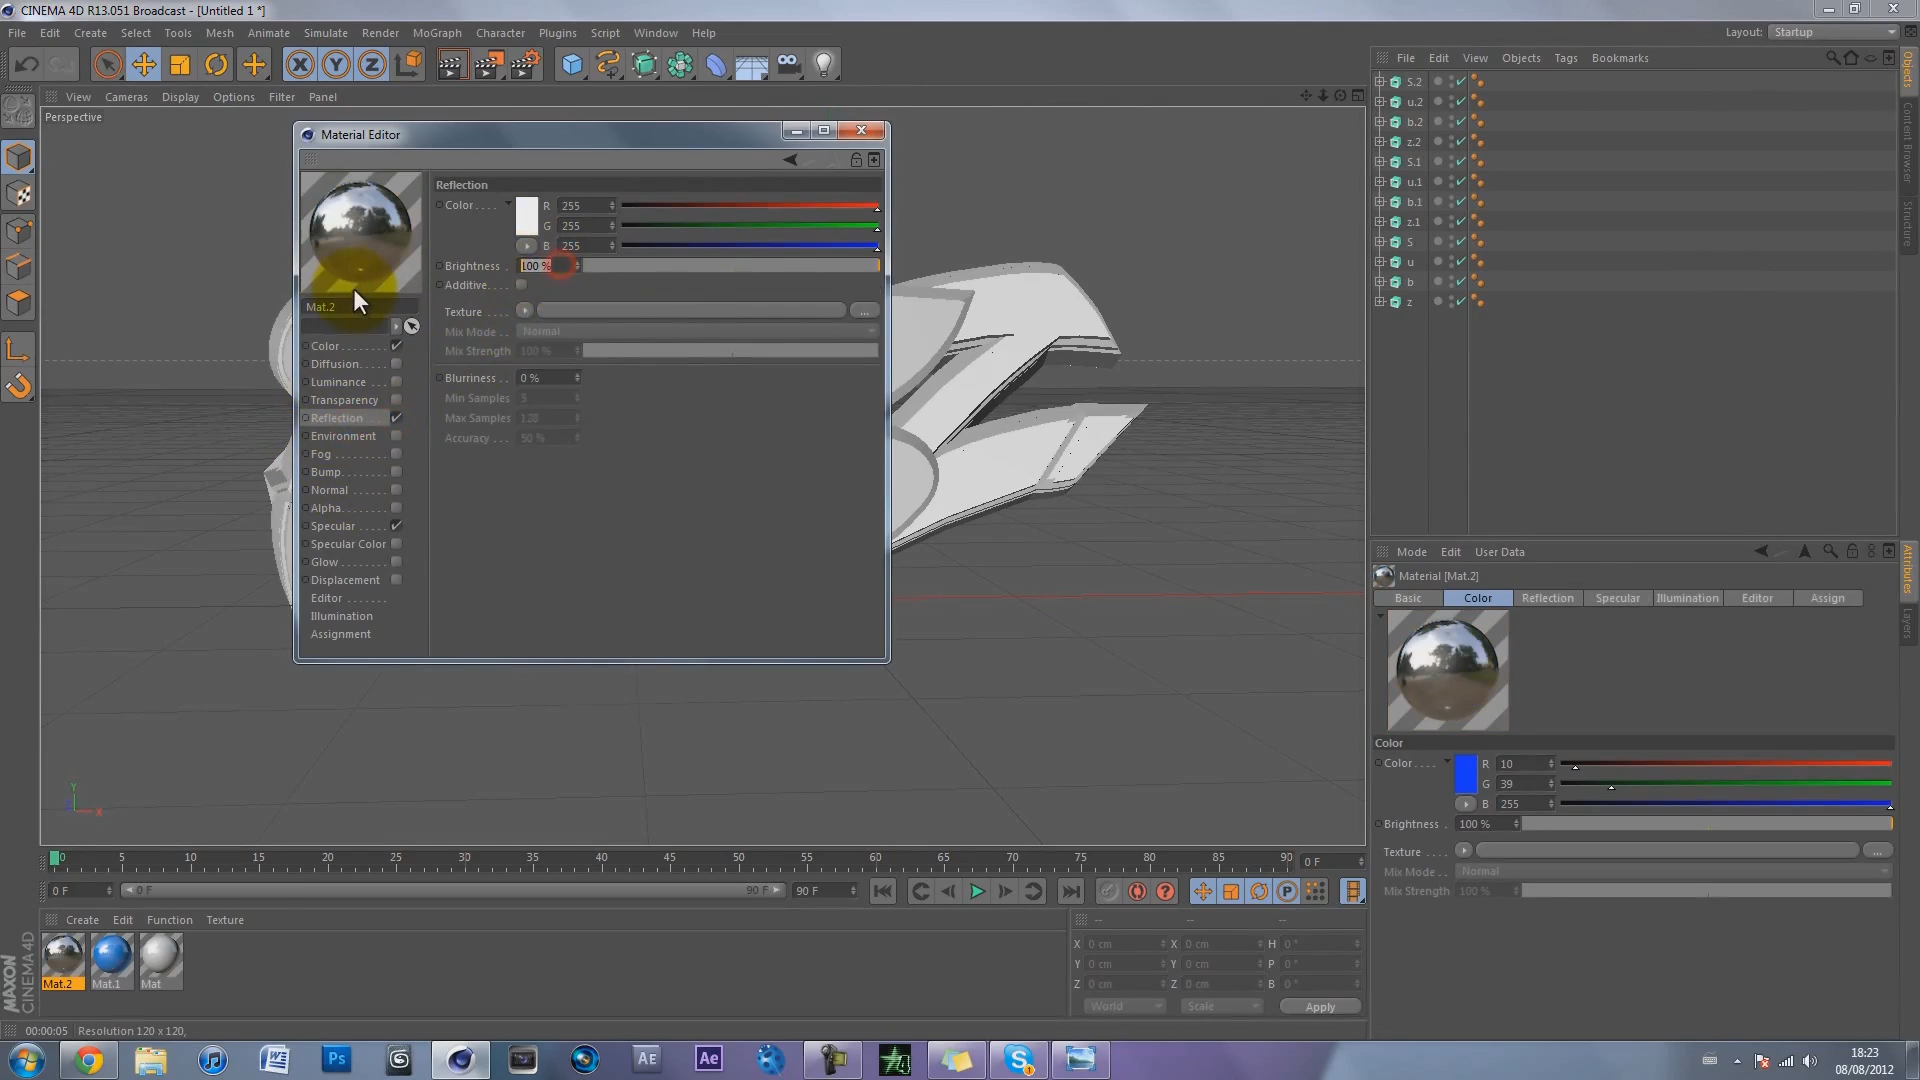 CINEMA 4D R13.051 Broadcast - [Untitled 1 *]
File Edit Create Select Tools Mesh Animate Simulate Render MoGraph Character Plugins Script Window Help
Layout: Startup
View Cameras Display Options Filter Panel
Perspective
File Edit View Objects Tags Bookmarks
S.2
u.2
b.2
z.2
S.1
u.1
b.1
z.1
S
u
b
z
Objects
Content Browser
Structure
Material Editor
Mat.2
Color
Diffusion
Luminance
Transparency
Reflection
Environment
Fog
Bump
Normal
Alpha
Specular
Specular Color
Glow
Displacement
Editor
Illumination
Assignment
Reflection
Color R 255
G 255
B 255
Brightness 100 %
Additive
Texture ...
Mix Mode Normal
Mix Strength 100 %
Blurriness 0 %
Min Samples 5
Max Samples 128
Accuracy 50 %
Mode Edit User Data
Material [Mat.2]
Basic Color Reflection Specular Illumination Editor Assign
Color
Color R 10
G 39
B 255
Brightness 100 %
Texture ...
Mix Mode Normal
Mix Strength 100 %
Attributes
Layers
Y
X
Z
0 5 10 15 20 25 30 35 40 45 50 55 60 65 70 75 80 85 90 0 F
0 F 0 F 90 F 90 F
Create Edit Function Texture
Mat.2 Mat.1 Mat
-- -- --
X 0 cm X 0 cm H 0 °
Y 0 cm Y 0 cm P 0 °
Z 0 cm Z 0 cm B 0 °
World Scale Apply
MAXON
CINEMA 4D
00:00:05 Resolution 120 x 120,
Ps
AE
Ae
18:23
08/08/2012